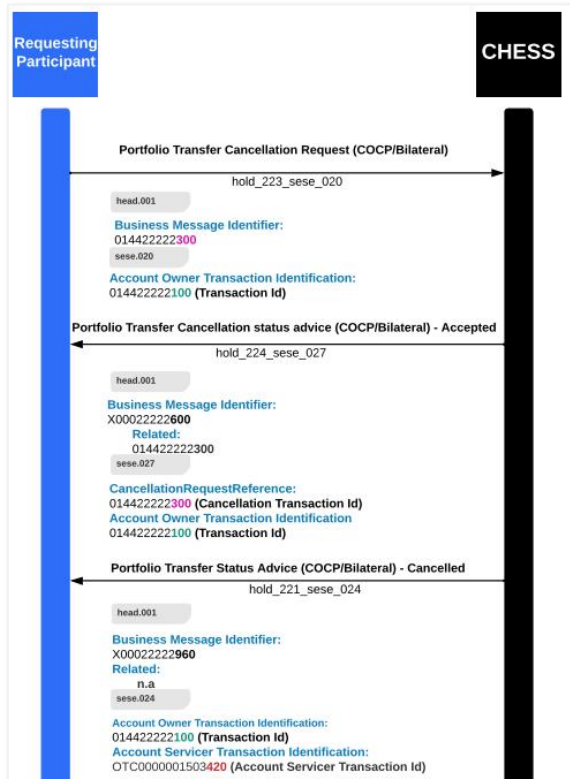 Requesting
Participant
CHESS
Portfolio Transfer Cancellation Request (COCP/Bilateral)
hold_223_sese_020
head.001
Business Message Identifier:
014422222300
sese.020
Account Owner Transaction Identification:
014422222100 (Transaction Id)
Portfolio Transfer Cancellation status advice (COCP/Bilateral) - Accepted
hold_224_sese_027
head.001
Business Message Identifier:
X00022222600
Related:
014422222300
sese.027
CancellationRequestReference:
014422222300 (Cancellation Transaction Id)
Account Owner Transaction Identification
014422222100 (Transaction Id)
Portfolio Transfer Status Advice (COCP/Bilateral) - Cancelled
hold_221_sese_024
head.001
Business Message Identifier:
X00022222960
Related:
n.a
sese.024
Account Owner Transaction Identification:
014422222100 (Transaction Id)
Account Servicer Transaction Identification:
OTC0000001503420 (Account Servicer Transaction Id)